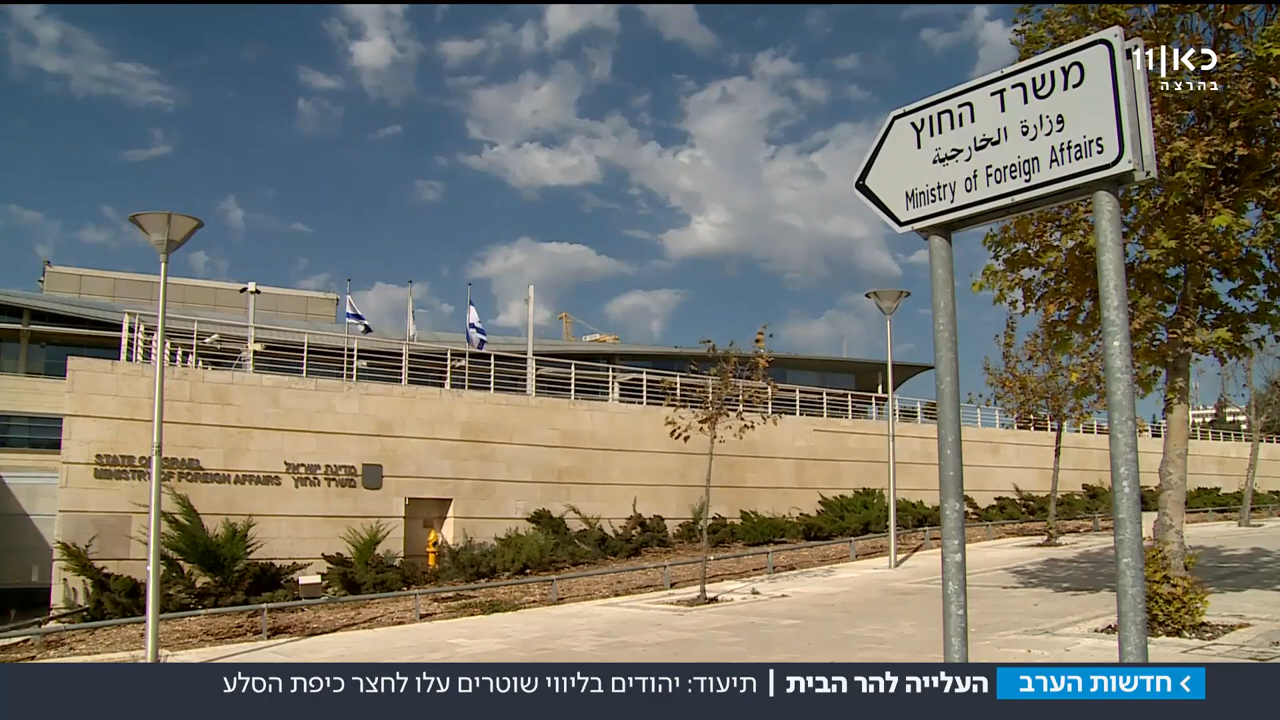 כאן|11
בהרצה
משרד החוץ
وزارة الخارجية
Ministry of Foreign Affairs
STATE OF ISRAEL
MINISTRY OF FOREIGN AFFAIRS
מדינת ישראל
משרד החוץ
חדשות הערב
העלייה להר הבית | תיעוד: יהודים בליווי שוטרים עלו לחצר כיפת הסלע